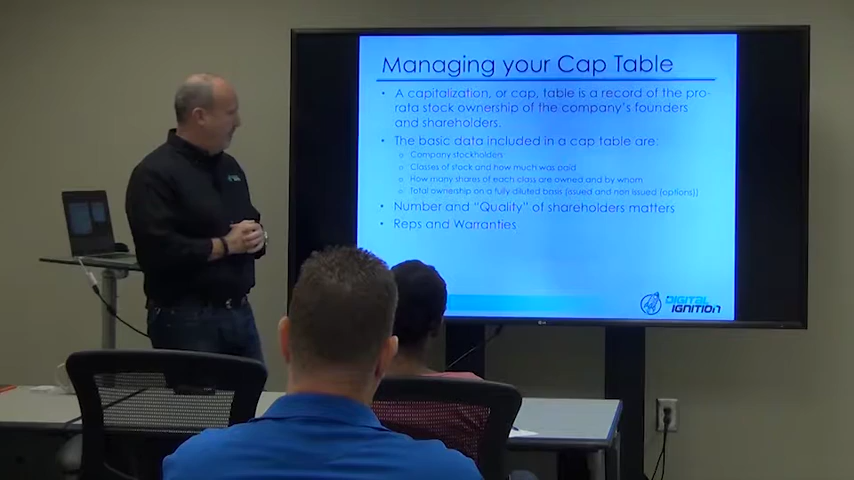 Managing your Cap Table
• A capitalization, or cap, table is a record of the pro-
rata stock ownership of the company's founders
and shareholders.
• The basic data included in a cap table are:
○ Company stockholders
○ Classes of stock and how much was paid
○ How many shares of each class are owned and by whom
○ Total ownership on a fully diluted basis (issued and non issued (options))
• Number and "Quality" of shareholders matters
• Reps and Warranties
DIGITAL
IGNITION